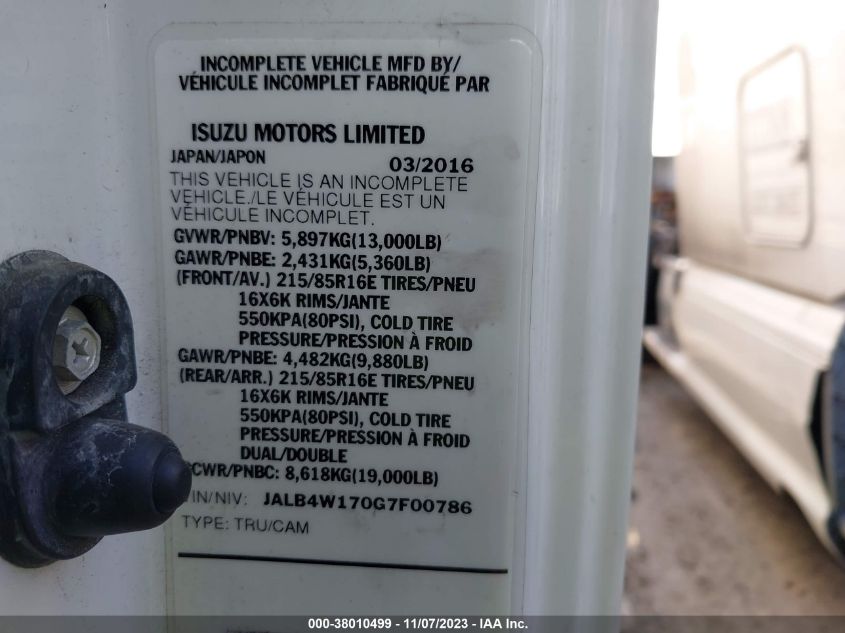 INCOMPLETE VEHICLE MFD BY/
VÉHICULE INCOMPLET FABRIQUÉ PAR
ISUZU MOTORS LIMITED
JAPAN/JAPON 03/2016
THIS VEHICLE IS AN INCOMPLETE
VEHICLE./LE VÉHICULE EST UN
VÉHICULE INCOMPLET.
GVWR/PNBV: 5,897KG(13,000LB)
GAWR/PNBE: 2,431KG(5,360LB)
(FRONT/AV.) 215/85R16E TIRES/PNEU
16X6K RIMS/JANTE
550KPA(80PSI), COLD TIRE
PRESSURE/PRESSION À FROID
GAWR/PNBE: 4,482KG(9,880LB)
(REAR/ARR.) 215/85R16E TIRES/PNEU
16X6K RIMS/JANTE
550KPA(80PSI), COLD TIRE
PRESSURE/PRESSION À FROID
DUAL/DOUBLE
CWR/PNBC: 8,618KG(19,000LB)
IN/NIV: JALB4W170G7F00786
TYPE: TRU/CAM
000-38010499 - 11/07/2023 - IAA Inc.